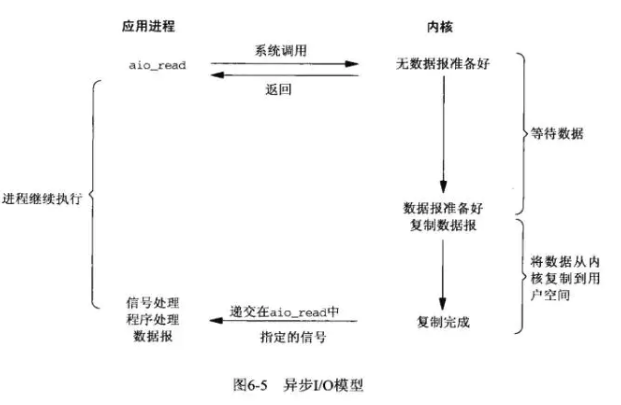 应用进程
内核
系统调用
aio_read
无数据报准备好
返回
等待数据
进程继续执行
数据报准备好
复制数据报
将数据从内
核复制到用
户空间
信号处理
程序处理
数据报
递交在aio_read中
指定的信号
复制完成
图6-5 异步I/O模型